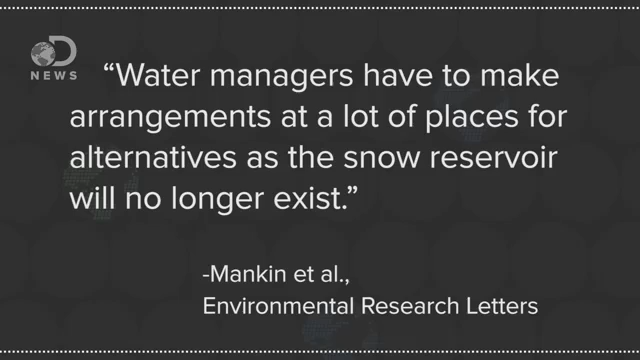 D
NEWS
“Water managers have to make
arrangements at a lot of places for
alternatives as the snow reservoir
will no longer exist.”
-Mankin et al.,
Environmental Research Letters